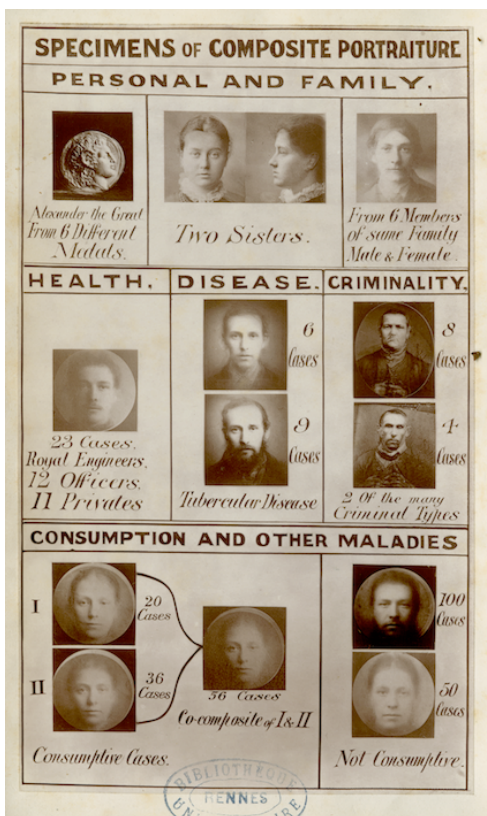 SPECIMENS OF COMPOSITE PORTRAITURE
PERSONAL AND FAMILY.
Alexander the Great
From 6 Different
Medals.
Two Sisters.
From 6 Members
of same Family
Male & Female.
HEALTH.
23 Cases.
Royal Engineers.
12 Officers.
11 Privates
DISEASE.
6
Cases
9
Cases
Tubercular Disease
CRIMINALITY.
8
Cases
4
Cases
2 Of the many
Criminal Types
CONSUMPTION AND OTHER MALADIES
I
20
Cases
II
36
Cases
Consumptive Cases.
56 Cases
Co-composite of I & II
100
Cases
50
Cases
Not Consumptive.
BIBLIOTHÈQUE
RENNES